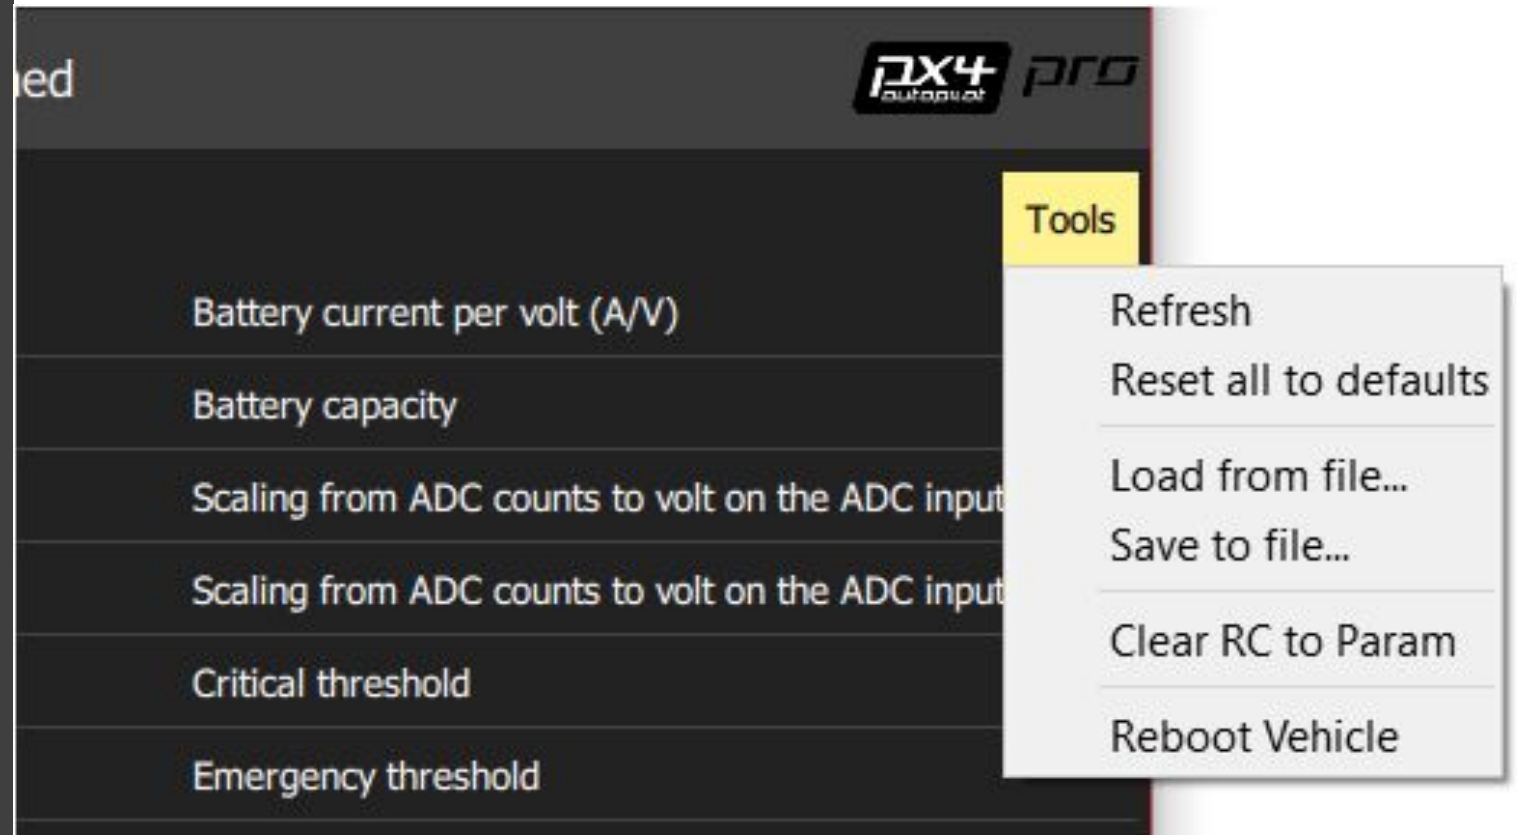 ed
px4 pro
autopilot
Tools
Battery current per volt (A/V)
Refresh
Battery capacity
Reset all to defaults
Scaling from ADC counts to volt on the ADC input
Load from file...
Scaling from ADC counts to volt on the ADC input
Save to file...
Critical threshold
Clear RC to Param
Emergency threshold
Reboot Vehicle